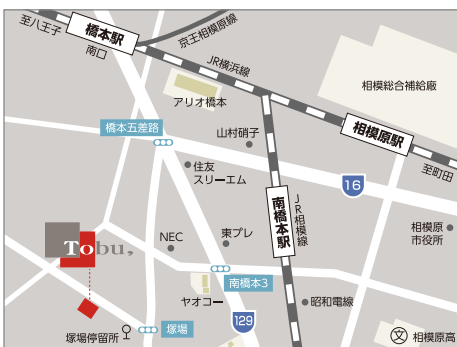 至八王子
橋本駅
南口
京王相模原線
JR横浜線
相模総合補給廠
アリオ橋本
橋本五差路
山村硝子
相模原駅
至町田
住友
スリーエム
16
南橋本駅
JR相模線
相模原
市役所
Tobu,
NEC
東プレ
南橋本3
ヤオコー
昭和電線
129
塚場
塚場停留所
文
相模原高